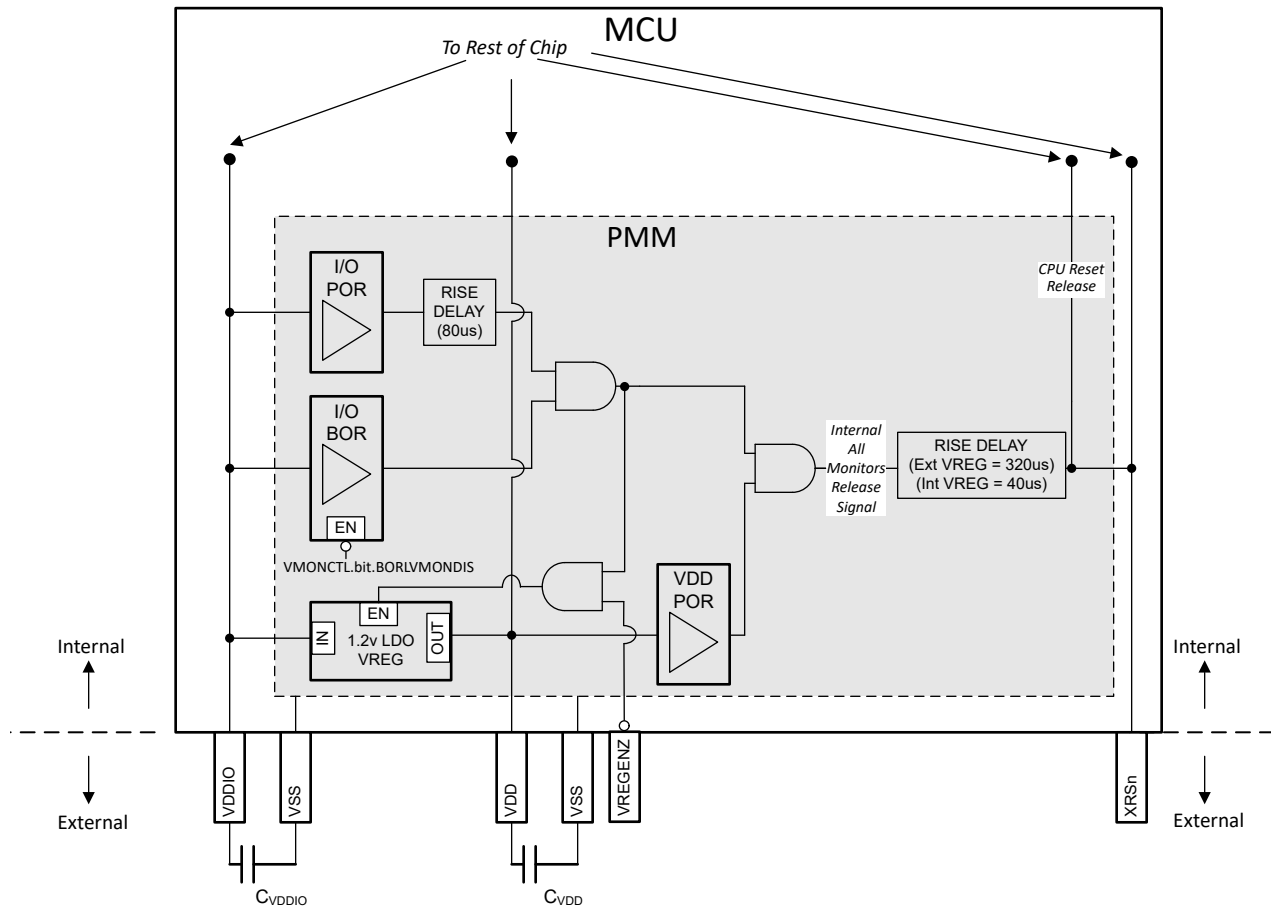 MCU
To Rest of Chip
PMM
I/O
POR
RISE
DELAY
(80us)
CPU Reset
Release
I/O
BOR
EN
VMONCTL.bit.BORLVMONDIS
Internal
All
Monitors
Release
Signal
RISE DELAY
(Ext VREG = 320us)
(Int VREG = 40us)
EN
IN
1.2v LDO
VREG
OUT
VDD
POR
Internal
External
Internal
External
VDDIO
VSS
VDD
VSS
VREGENZ
XRSn
CVDDIO
CVDD